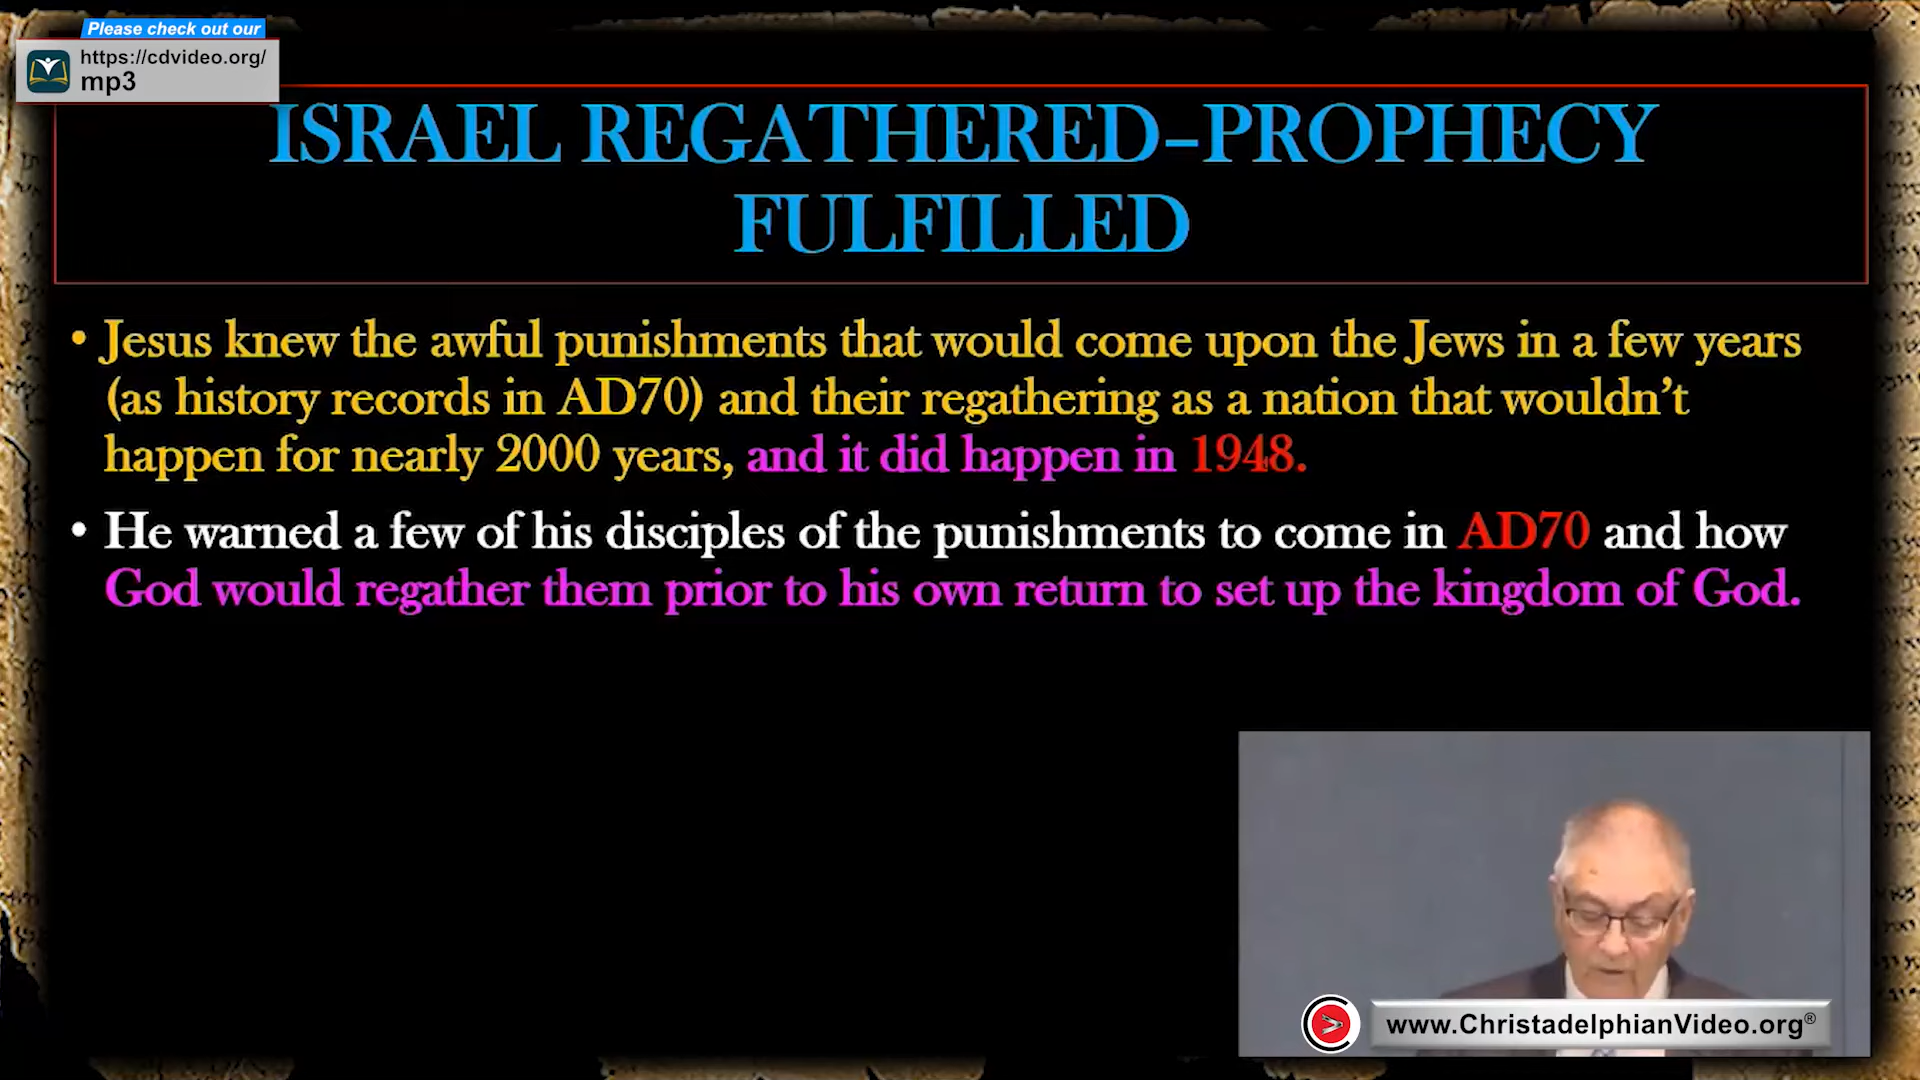 Please check out our
https://cdvideo.org/
mp3
ISRAEL REGATHERED–PROPHECY
FULFILLED
• Jesus knew the awful punishments that would come upon the Jews in a few years
(as history records in AD70) and their regathering as a nation that wouldn’t
happen for nearly 2000 years, and it did happen in 1948.
• He warned a few of his disciples of the punishments to come in AD70 and how
God would regather them prior to his own return to set up the kingdom of God.
www.ChristadelphianVideo.org®